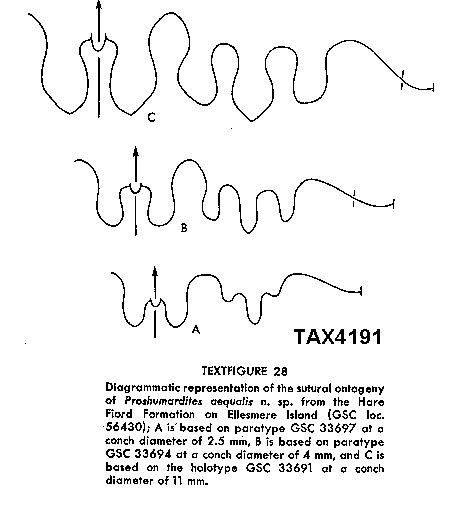 C
B
A
TAX4191
TEXTFIGURE 28
Diagrammatic representation of the sutural ontogeny
of Proshumardites aequalis n. sp. from the Hare
Fiord Formation on Ellesmere Island (GSC loc.
56430); A is based on paratype GSC 33697 at a
conch diameter of 2.5 mm, B is based on paratype
GSC 33694 at a conch diameter of 4 mm, and C is
based on the holotype GSC 33691 at a conch
diameter of 11 mm.